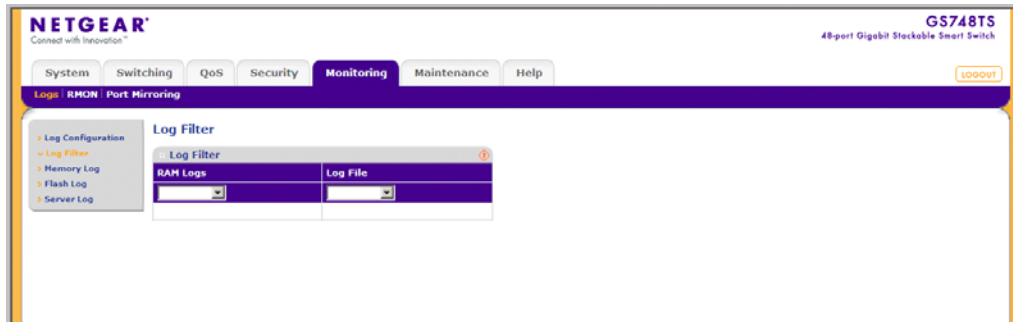 NETGEAR®
Connect with Innovation™
GS748TS
48-port Gigabit Stackable Smart Switch
System Switching QoS Security Monitoring Maintenance Help
LOGOUT
Logs RMON Port Mirroring
Log Configuration
Log Filter
Memory Log
Flash Log
Server Log
Log Filter
Log Filter
RAM Logs Log File